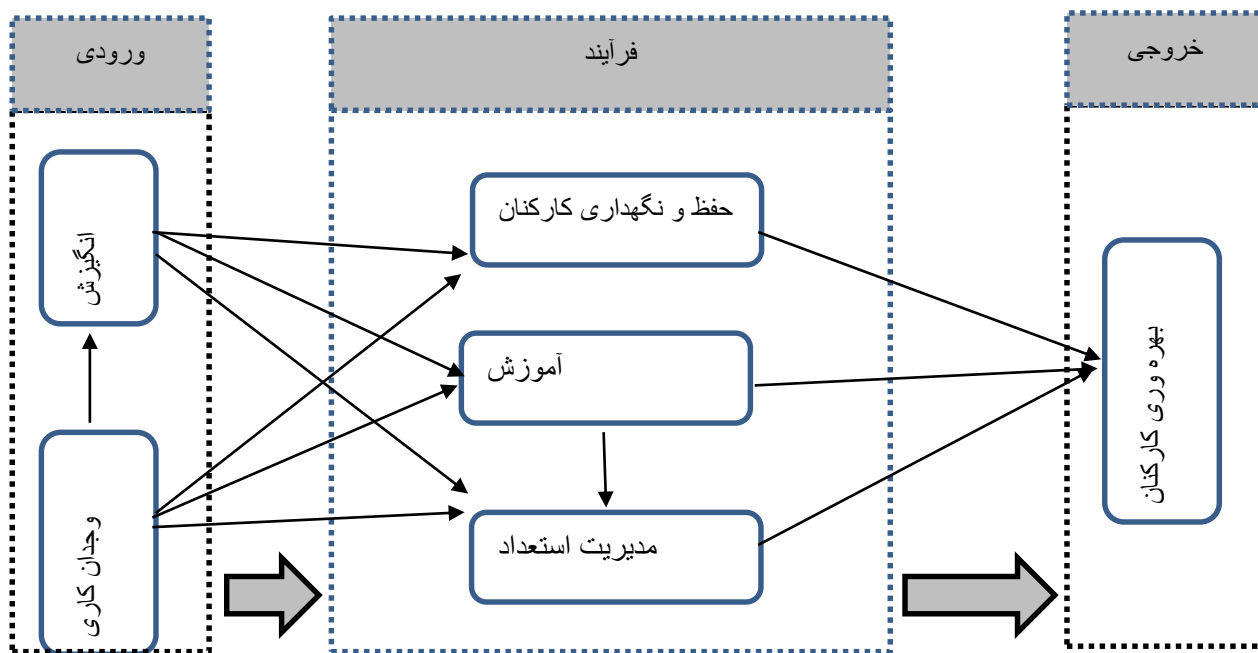 ورودی
فرآیند
خروجی
انگیزش
وجدان کاری
حفظ و نگهداری کارکنان
آموزش
مدیریت استعداد
بهره وری کارکنان